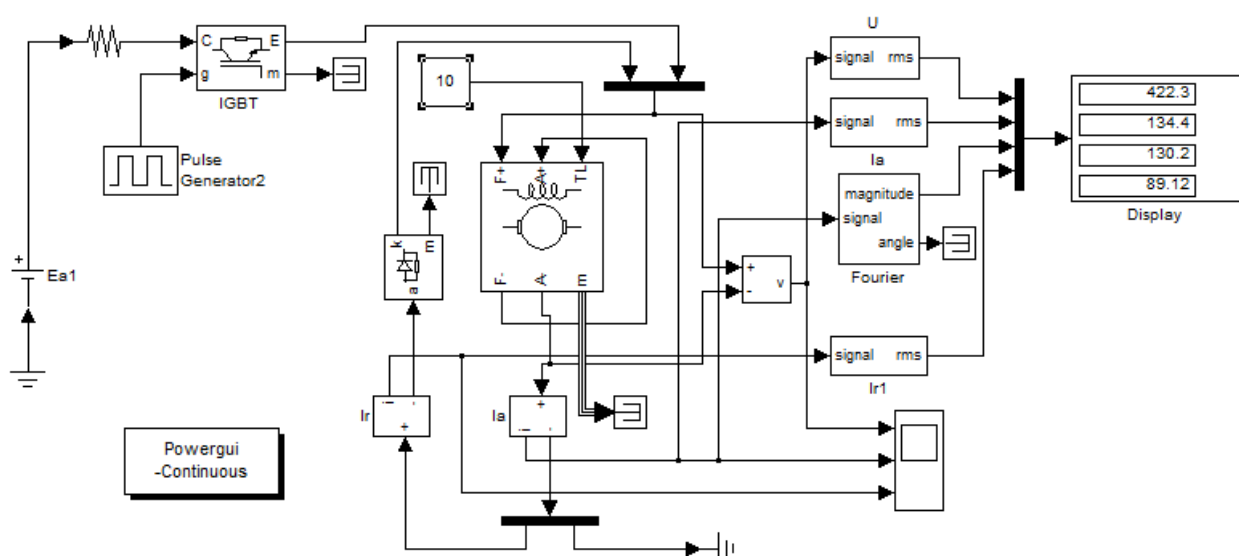 U
C E
g m
IGBT
10
signal rms
signal rms
Ia
422.3
134.4
130.2
89.12
Display
Pulse
Generator2
F+ A+ TL
k m
a
magnitude
signal
angle
Fourier
+
Ea1
F- A- m
+
-
v
signal rms
Ir1
Ir
i -
+
Ia
+
i -
Powergui
-Continuous